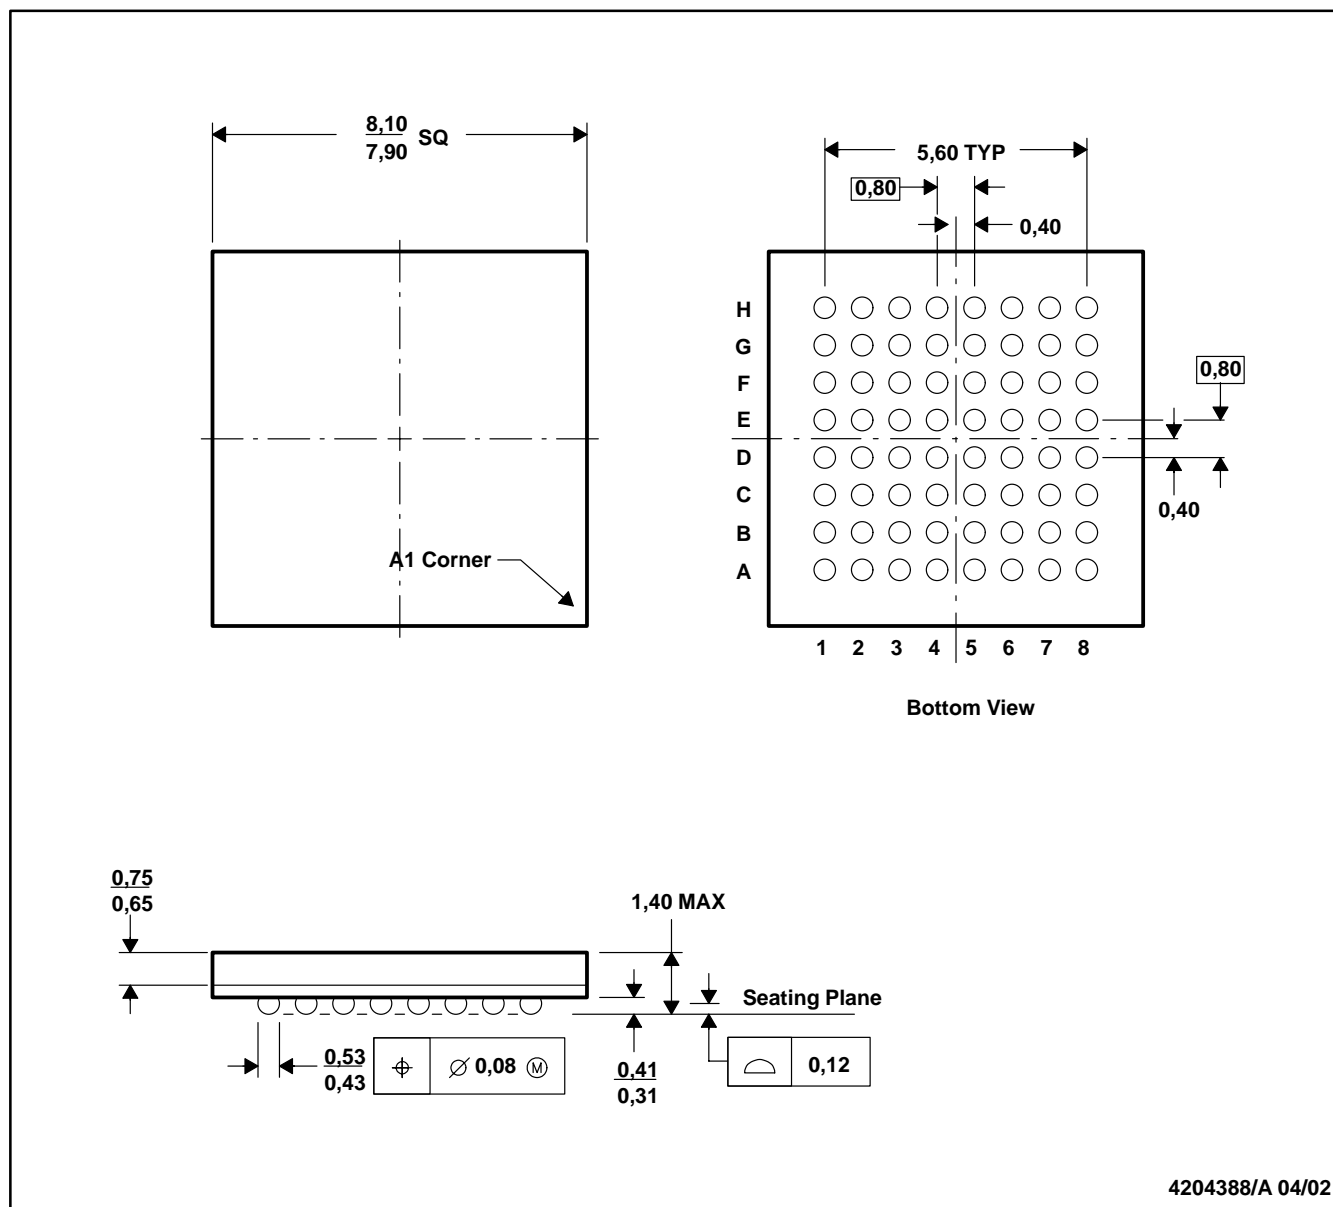 8,10
7,90
SQ
5,60 TYP
0,80
0,40
H
G
F
0,80
E
D
C
0,40
B
A1 Corner
A
1 2 3 4 5 6 7 8
Bottom View
0,75
0,65
1,40 MAX
Seating Plane
0,53
0,43
0,08 M
0,41
0,31
0,12
4204388/A 04/02